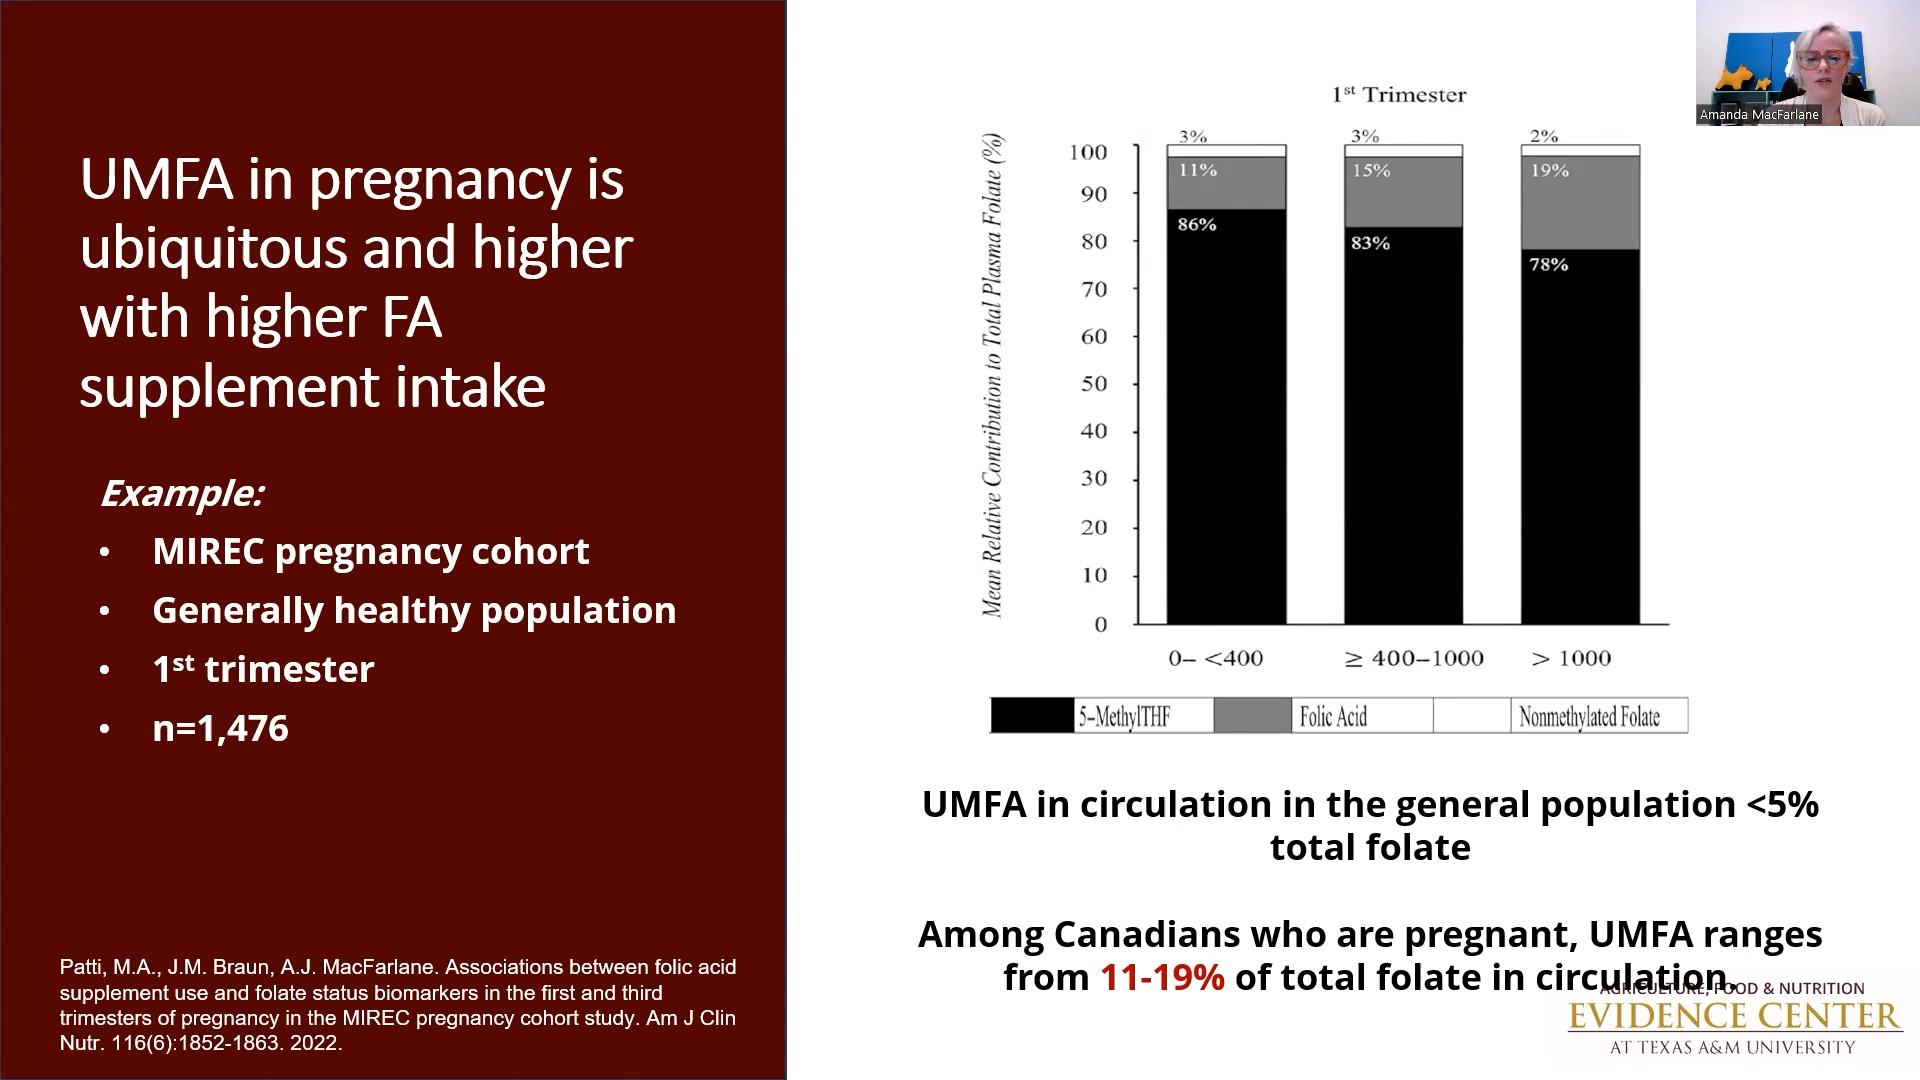 UMFA in pregnancy is
ubiquitous and higher
with higher FA
supplement intake
Example:
• MIREC pregnancy cohort
• Generally healthy population
• 1st trimester
• n=1,476
Patti, M.A., J.M. Braun, A.J. MacFarlane. Associations between folic acid
supplement use and folate status biomarkers in the first and third
trimesters of pregnancy in the MIREC pregnancy cohort study. Am J Clin
Nutr. 116(6):1852-1863. 2022.
1st Trimester
Mean Relative Contribution to Total Plasma Folate (%)
100
90
80
70
60
50
40
30
20
10
0
3%
11%
86%
3%
15%
83%
2%
19%
78%
0– <400
≥ 400–1000
> 1000
5–MethylTHF
Folic Acid
Nonmethylated Folate
UMFA in circulation in the general population <5%
total folate
Among Canadians who are pregnant, UMFA ranges
from 11-19% of total folate in circulation.
AGRICULTURE, FOOD & NUTRITION
EVIDENCE CENTER
AT TEXAS A&M UNIVERSITY
Amanda MacFarlane